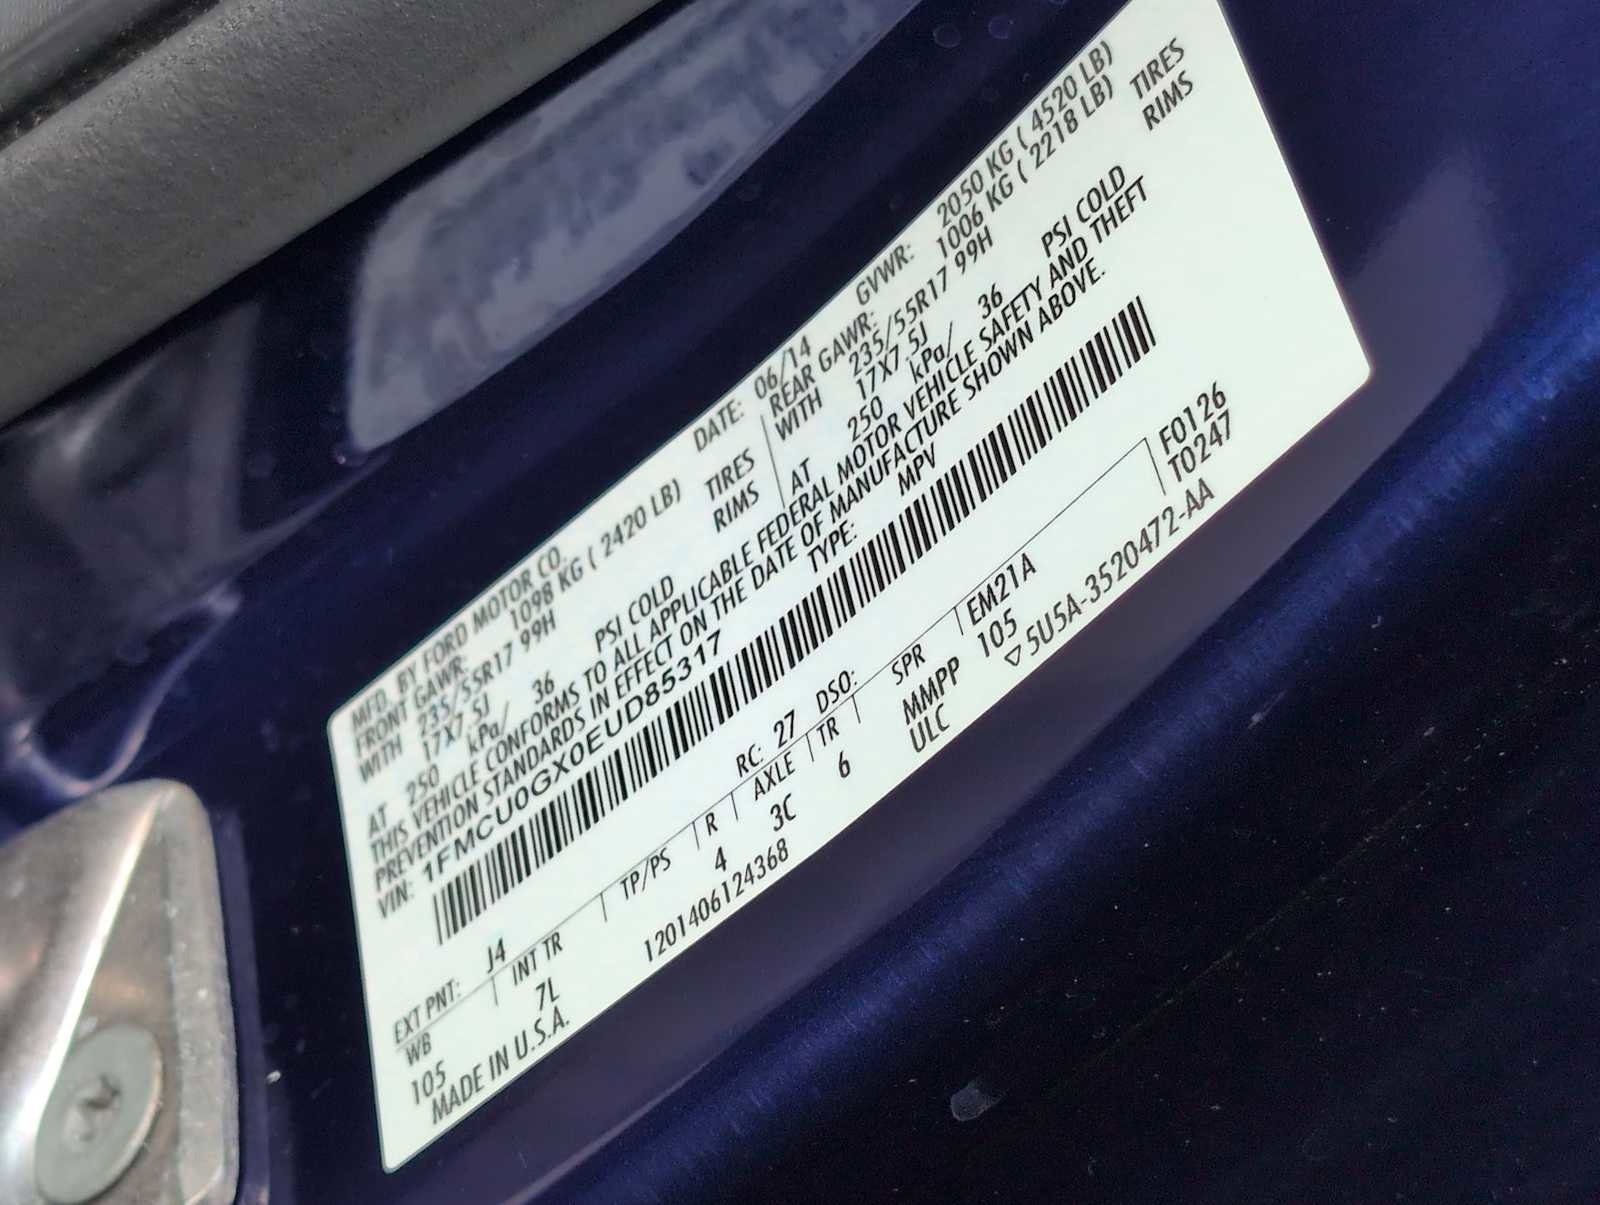 MFD. BY FORD MOTOR CO. DATE: 06/14 GVWR: 2050 KG ( 4520 LB)
FRONT GAWR: 1098 KG ( 2420 LB) REAR GAWR: 1006 KG ( 2218 LB)
WITH 235/55R17 99H TIRES WITH 235/55R17 99H TIRES
17X7.5J RIMS 17X7.5J RIMS
AT 250 kPa/ 36 PSI COLD AT 250 kPa/ 36 PSI COLD
THIS VEHICLE CONFORMS TO ALL APPLICABLE FEDERAL MOTOR VEHICLE SAFETY AND THEFT
PREVENTION STANDARDS IN EFFECT ON THE DATE OF MANUFACTURE SHOWN ABOVE.
VIN: 1FMCU0GX0EUD85317 TYPE: MPV
F0126
T0247
EXT PNT: J4 RC: 27 DSO:
WB INT TR TP/PS R AXLE TR SPR EM21A
105 7L 4 3C 6 MMPP 105
ULC ▽5U5A-3520472-AA
MADE IN U.S.A. 1201406124368